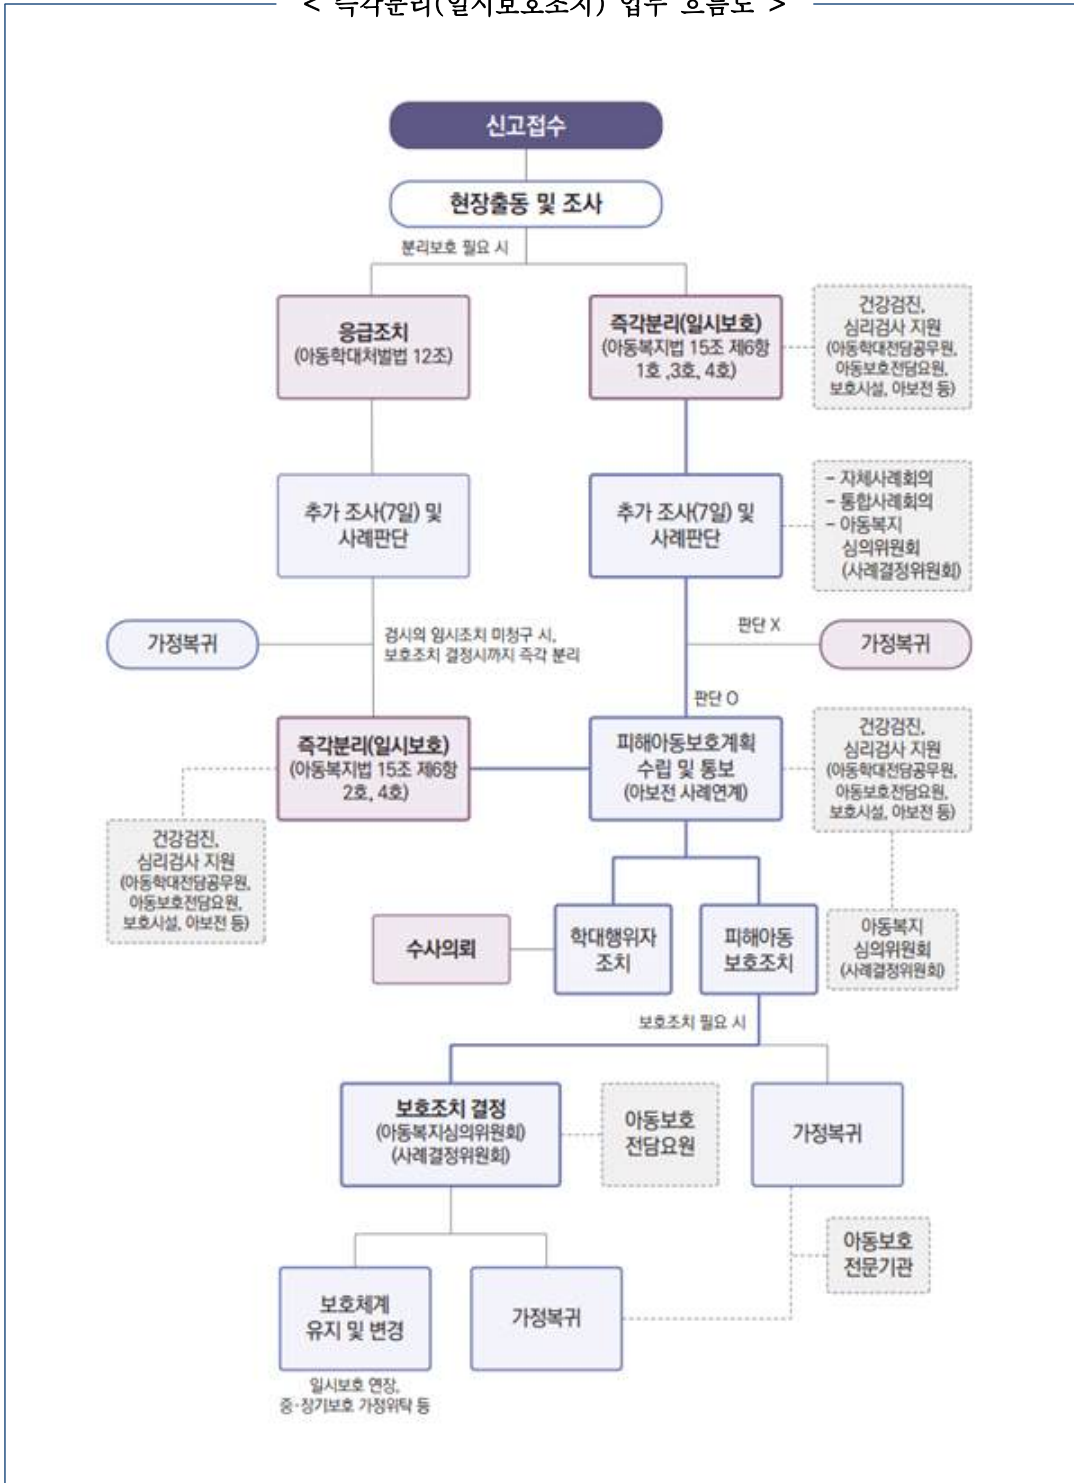 < 즉각분리(일시보호조치) 업무 흐름도 >
신고접수
현장출동 및 조사
분리보호 필요 시
응급조치
(아동학대처벌법 12조)
즉각분리(일시보호)
(아동복지법 15조 제6항
1호 ,3호, 4호)
건강검진,
심리검사 지원
(아동학대전담공무원,
아동보호전담요원,
보호시설, 아보전 등)
추가 조사(7일) 및
사례판단
추가 조사(7일) 및
사례판단
- 자체사례회의
- 통합사례회의
- 아동복지
심의위원회
(사례결정위원회)
가정복귀
검시의 임시조치 미청구 시,
보호조치 결정시까지 즉각 분리
판단 X
가정복귀
판단 O
즉각분리(일시보호)
(아동복지법 15조 제6항
2호, 4호)
피해아동보호계획
수립 및 통보
(아보전 사례연계)
건강검진,
심리검사 지원
(아동학대전담공무원,
아동보호전담요원,
보호시설, 아보전 등)
건강검진,
심리검사 지원
(아동학대전담공무원,
아동보호전담요원,
보호시설, 아보전 등)
수사의뢰
학대행위자
조치
피해아동
보호조치
아동복지
심의위원회
(사례결정위원회)
보호조치 필요 시
보호조치 결정
(아동복지심의위원회)
(사례결정위원회)
아동보호
전담요원
가정복귀
아동보호
전문기관
보호체계
유지 및 변경
가정복귀
일시보호 연장,
중·장기보호 가정위탁 등